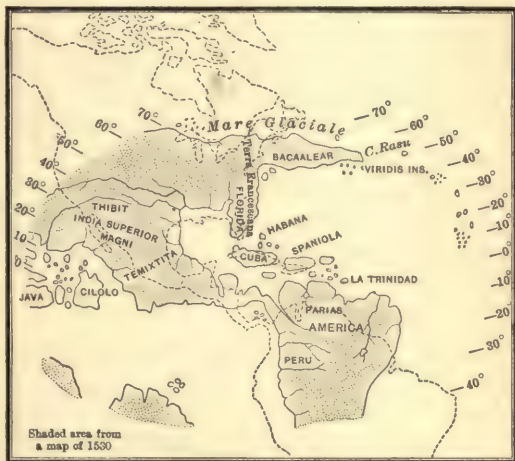 Mare Glaciale
70°
60°
50°
40°
30°
20°
10
0
70°
60°
50°
40°
30°
20°
10°
0°
10°
20°
30°
40°
C. Rasu
BACAALEAR
VIRIDIS INS.
Terra Francescana
FLORIDA
THIBIT
INDIA SUPERIOR
MAGNI
TEMIXTITA
HABANA
CUBA
SPANIOLA
LA TRINIDAD
JAVA
CILOLO
PARIAS
AMERICA
PERU
Shaded area from
a map of 1530